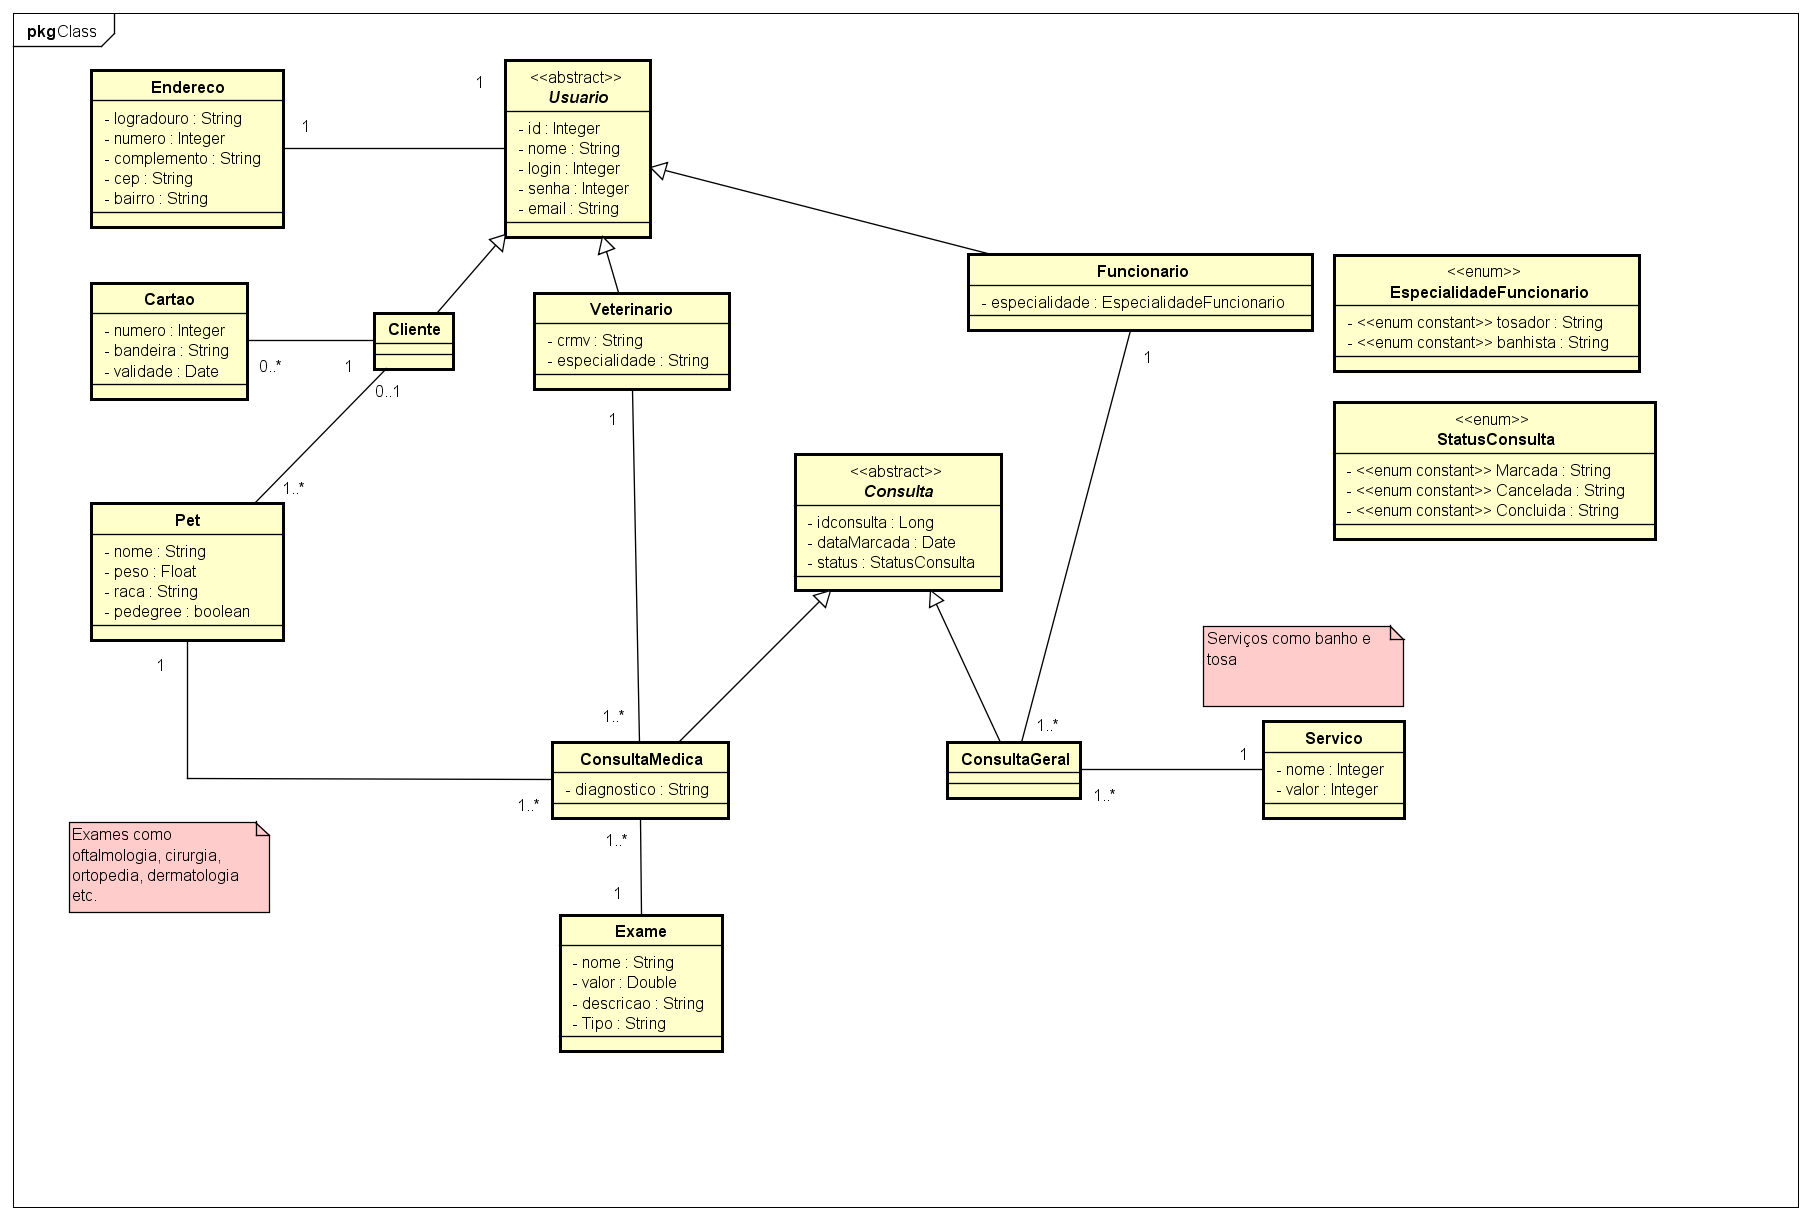 pkgClass
Endereco
- logradouro : String
- numero : Integer
- complemento : String
- cep : String
- bairro : String
1
1
<<abstract>>
Usuario
- id : Integer
- nome : String
- login : Integer
- senha : Integer
- email : String
Cartao
- numero : Integer
- bandeira : String
- validade : Date
0..*
1
Cliente
0..1
1..*
Veterinario
- crmv : String
- especialidade : String
1
1..*
Funcionario
- especialidade : EspecialidadeFuncionario
1
1..*
<<enum>>
EspecialidadeFuncionario
- <<enum constant>> tosador : String
- <<enum constant>> banhista : String
<<enum>>
StatusConsulta
- <<enum constant>> Marcada : String
- <<enum constant>> Cancelada : String
- <<enum constant>> Concluida : String
<<abstract>>
Consulta
- idconsulta : Long
- dataMarcada : Date
- status : StatusConsulta
Pet
- nome : String
- peso : Float
- raca : String
- pedegree : boolean
1
1..*
Serviços como banho e
tosa
ConsultaMedica
- diagnostico : String
1..*
1
ConsultaGeral
1..*
1
Servico
- nome : Integer
- valor : Integer
Exames como
oftalmologia, cirurgia,
ortopedia, dermatologia
etc.
Exame
- nome : String
- valor : Double
- descricao : String
- Tipo : String